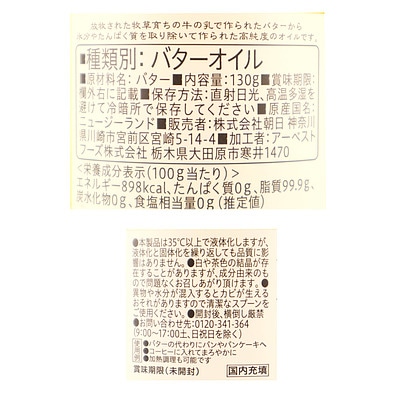 放牧された牧草育ちの牛の乳で作られたバターから
水分やたんぱく質を取り除いて作られた高純度のオイルです。
■種類別：バターオイル
■原材料名：バター■内容量：130g■賞味期限：
欄外右に記載■保存方法：直射日光、高温多湿を
避けて冷暗所で保存してください■原産国名：
ニュージーランド■販売者：株式会社朝日 神奈川
県川崎市宮前区宮崎5-14-4■加工者：アーベスト
フーズ株式会社 栃木県大田原市寒井1470
＜栄養成分表示（100g当たり）＞
エネルギー898kcal、たんぱく質0g、脂質99.9g、
炭水化物0g、食塩相当量0g（推定値）
●本製品は35℃以上で液体化しますが、
液体化と固体化を繰り返しても品質に影
響はありません。●白や茶色の結晶が存
在することがありますが、成分由来のもの
で問題なくお召しあがり頂けます。●
異物や水分が混入するとカビが生える
おそれがありますので清潔なスプーンを
ご使用ください。●開封後、横倒し厳禁
●お問い合わせ先：0120-341-364
（9:00〜17:00土、日祝日を除く）
使用例
●バターの代わりにパンやパンケーキへ
●コーヒーに入れてまろやかに
●加熱調理も可能です
賞味期限（未開封）
国内充填